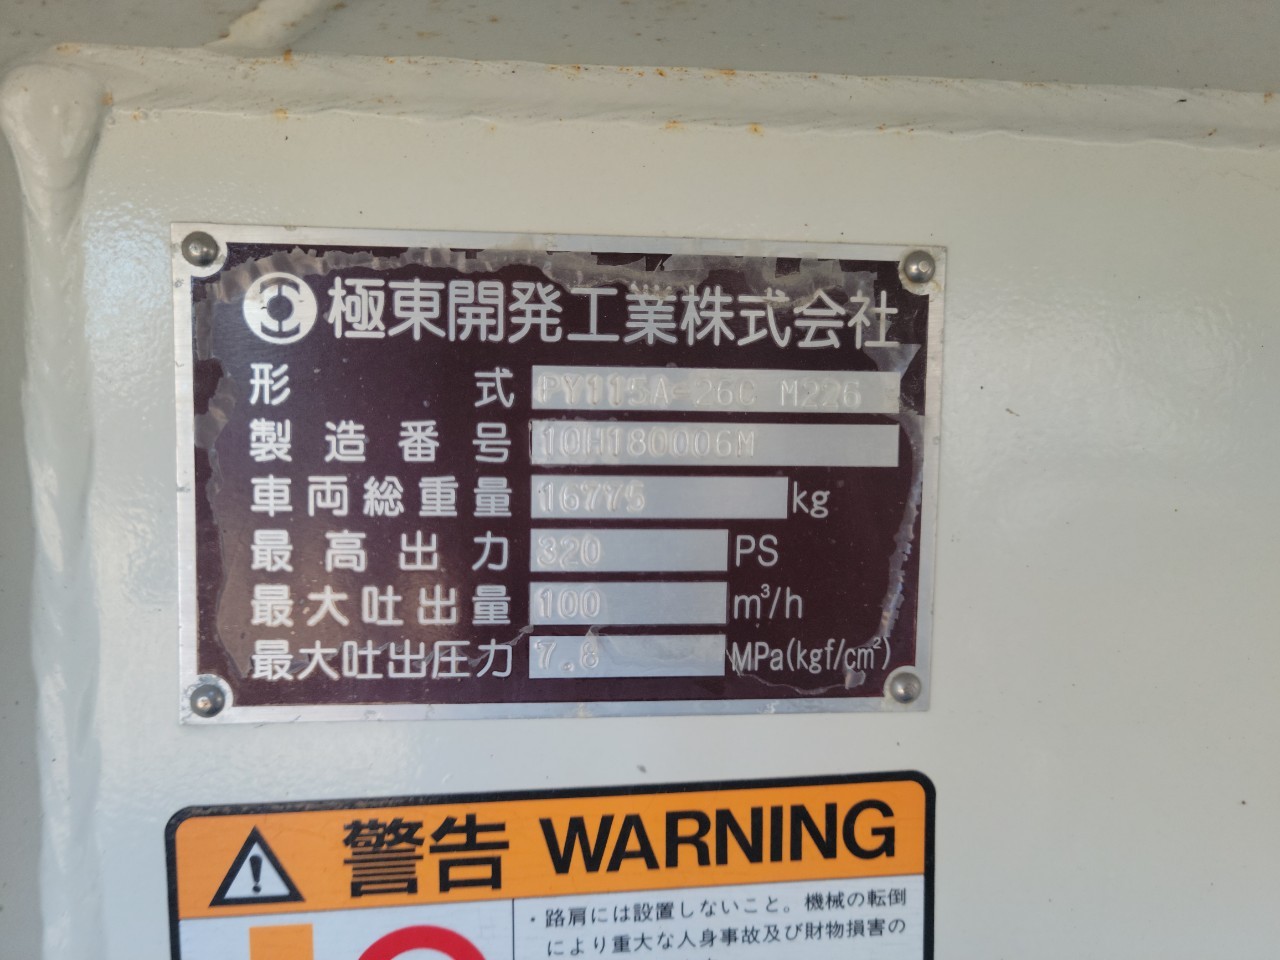 極東開発工業株式会社
形式 PY115A-26C M226
製造番号 10H180006M
車両総重量 16775 kg
最高出力 320 PS
最大吐出量 100 m³/h
最大吐出圧力 7.8 MPa(kgf/cm²)
警告 WARNING
・路肩には設置しないこと。機械の転倒
により重大な人身事故及び財物損害の